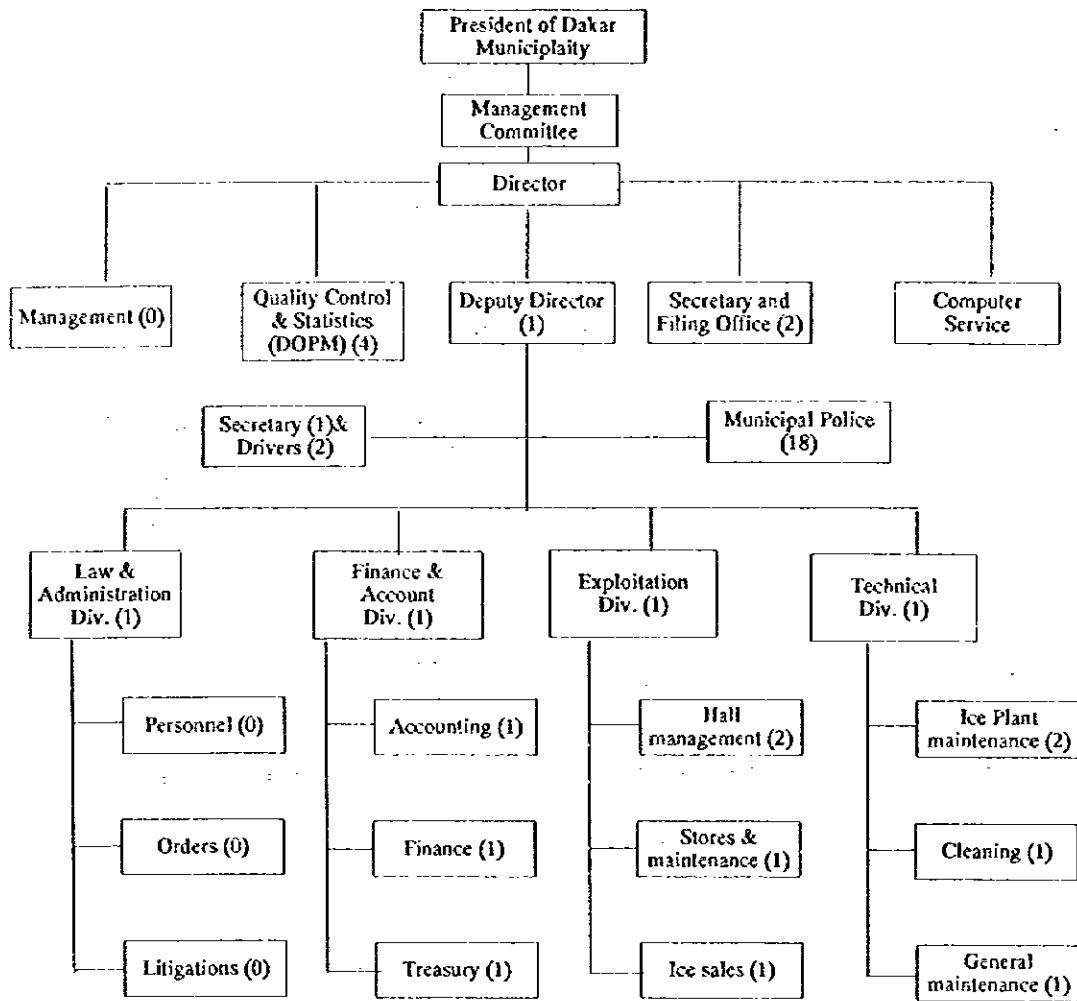 President of Dakar
Municiplaity
Management
Committee
Director
Management (0)
Quality Control
& Statistics
(DOPM) (4)
Deputy Director
(1)
Secretary and
Filing Office (2)
Computer
Service
Secretary (1)&
Drivers (2)
Municipal Police
(18)
Law &
Administration
Div. (1)
Finance &
Account
Div. (1)
Exploitation
Div. (1)
Technical
Div. (1)
Personnel (0)
Accounting (1)
Hall
management (2)
Ice Plant
maintenance (2)
Orders (0)
Finance (1)
Stores &
maintenance (1)
Cleaning (1)
Litigations (0)
Treasury (1)
Ice sales (1)
General
maintenance (1)